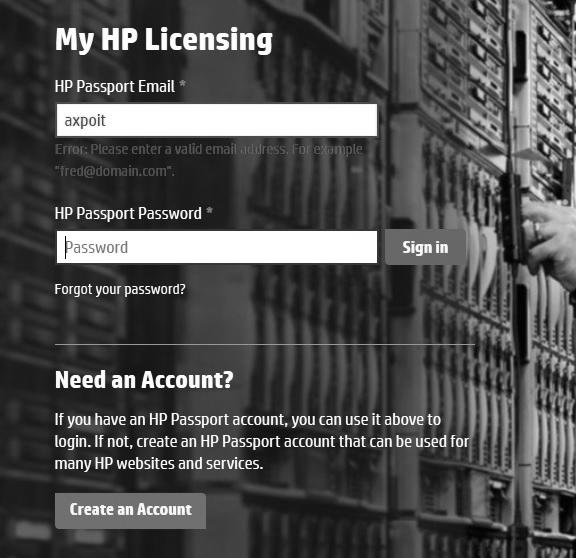 My HP Licensing
HP Passport Email *
axpoit
Error: Please enter a valid email address. For example
"fred@domain.com".
HP Passport Password *
Password
Sign in
Forgot your password?
Need an Account?
If you have an HP Passport account, you can use it above to
login. If not, create an HP Passport account that can be used for
many HP websites and services.
Create an Account